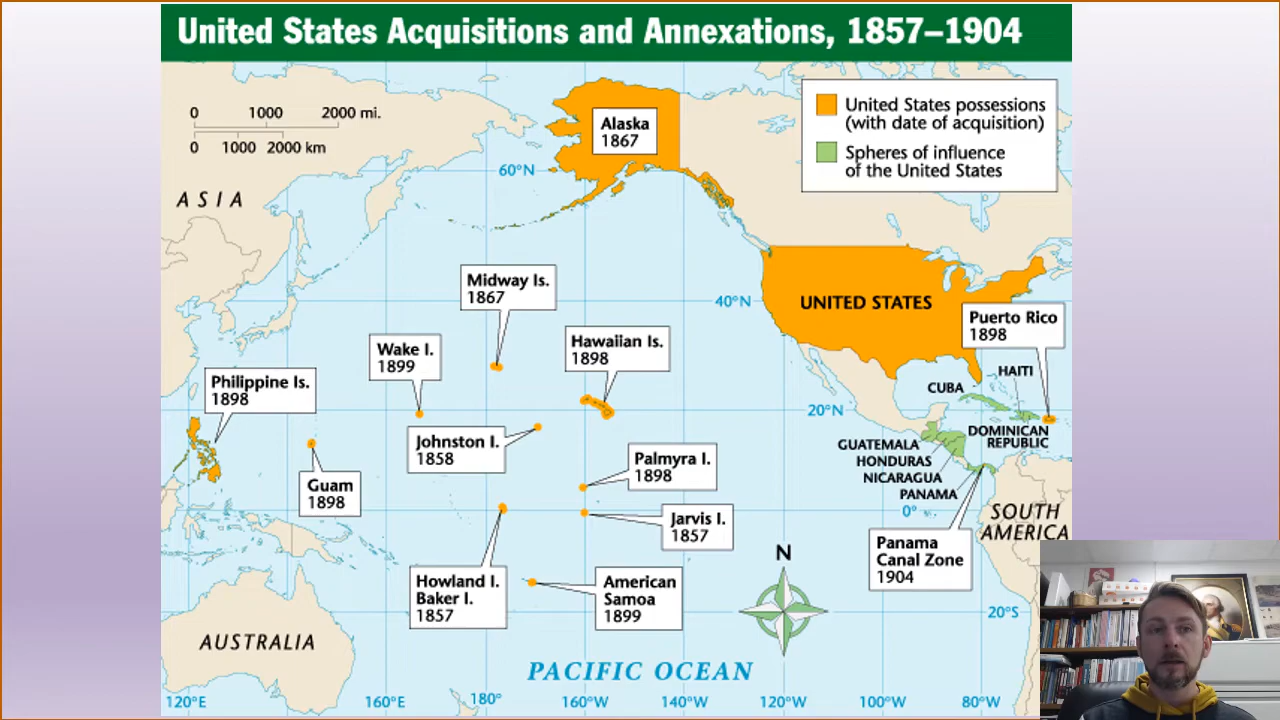 United States Acquisitions and Annexations, 1857–1904
0 1000 2000 mi.
0 1000 2000 km
United States possessions
(with date of acquisition)
Spheres of influence
of the United States
Alaska
1867
60°N
ASIA
Midway Is.
1867
40°N
UNITED STATES
Puerto Rico
1898
Wake I.
1899
Hawaiian Is.
1898
Philippine Is.
1898
HAITI
CUBA
20°N
DOMINICAN
REPUBLIC
Johnston I.
1858
GUATEMALA
HONDURAS
NICARAGUA
PANAMA
Palmyra I.
1898
Guam
1898
Jarvis I.
1857
0°
SOUTH
AMERICA
Panama
Canal Zone
1904
N
Howland I.
Baker I.
1857
American
Samoa
1899
20°S
AUSTRALIA
PACIFIC OCEAN
120°E 160°E 180° 160°W 140°W 120°W 100°W 80°W